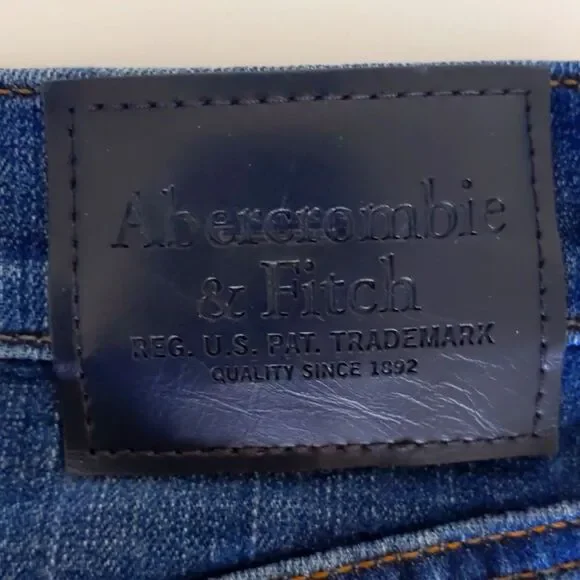 Abercrombie
& Fitch
REG. U.S. PAT. TRADEMARK
QUALITY SINCE 1892